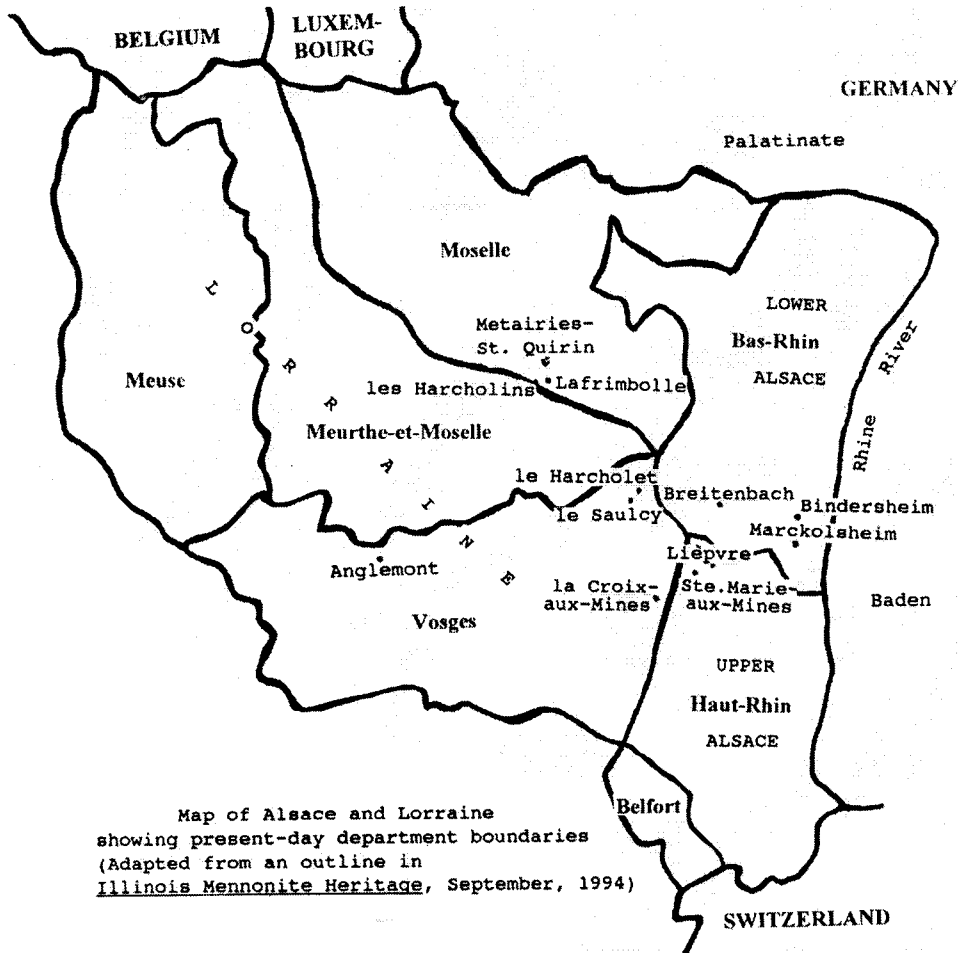 BELGIUM
LUXEM-
BOURG
GERMANY
Palatinate
Moselle
LORRAINE
LOWER
Bas-Rhin
ALSACE
Rhine River
Metairies-
St. Quirin
les Harcholins
Lafrimbolle
Meuse
Meurthe-et-Moselle
le Harcholet
le Saulcy
Breitenbach
Bindersheim
Marckolsheim
Lièpvre
Anglemont
la Croix-
aux-Mines
Ste.Marie-
aux-Mines
Baden
Vosges
UPPER
Haut-Rhin
ALSACE
Belfort
Map of Alsace and Lorraine
showing present-day department boundaries
(Adapted from an outline in
Illinois Mennonite Heritage, September, 1994)
SWITZERLAND